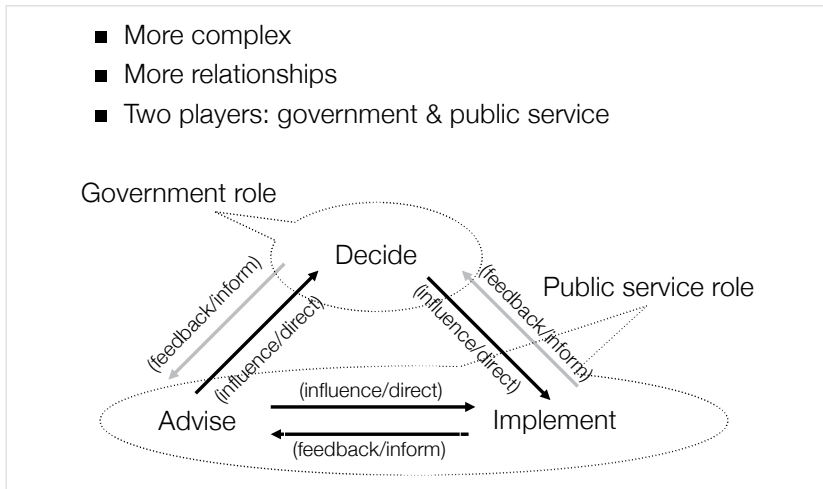 ■ More complex
■ More relationships
■ Two players: government & public service
Government role
Decide
(feedback/inform)
(influence/direct)
(influence/direct)
(feedback/inform)
Public service role
(influence/direct)
Advise
Implement
(feedback/inform)